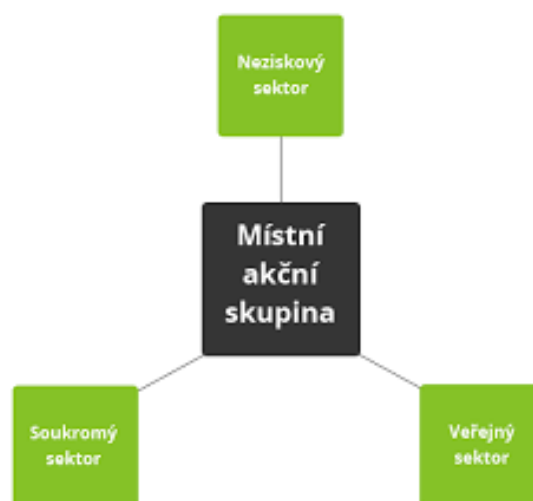 Neziskový
sektor
Místní
akční
skupina
Soukromý
sektor
Veřejný
sektor